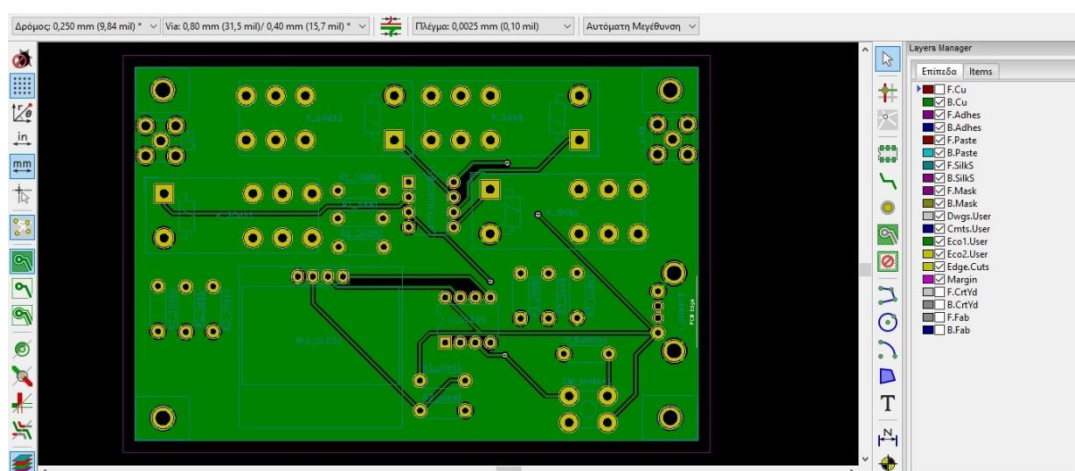 Δρόμος: 0,250 mm (9,84 mil) *
Via: 0,80 mm (31,5 mil)/ 0,40 mm (15,7 mil) *
Πλέγμα: 0,0025 mm (0,10 mil)
Αυτόματη Μεγέθυνση
Layers Manager
Επίπεδα Items
F.Cu
B.Cu
F.Adhes
B.Adhes
F.Paste
B.Paste
F.SilkS
B.SilkS
F.Mask
B.Mask
Dwgs.User
Cmts.User
Eco1.User
Eco2.User
Edge.Cuts
Margin
F.CrtYd
B.CrtYd
F.Fab
B.Fab
in
mm
PCB Edge
T
N